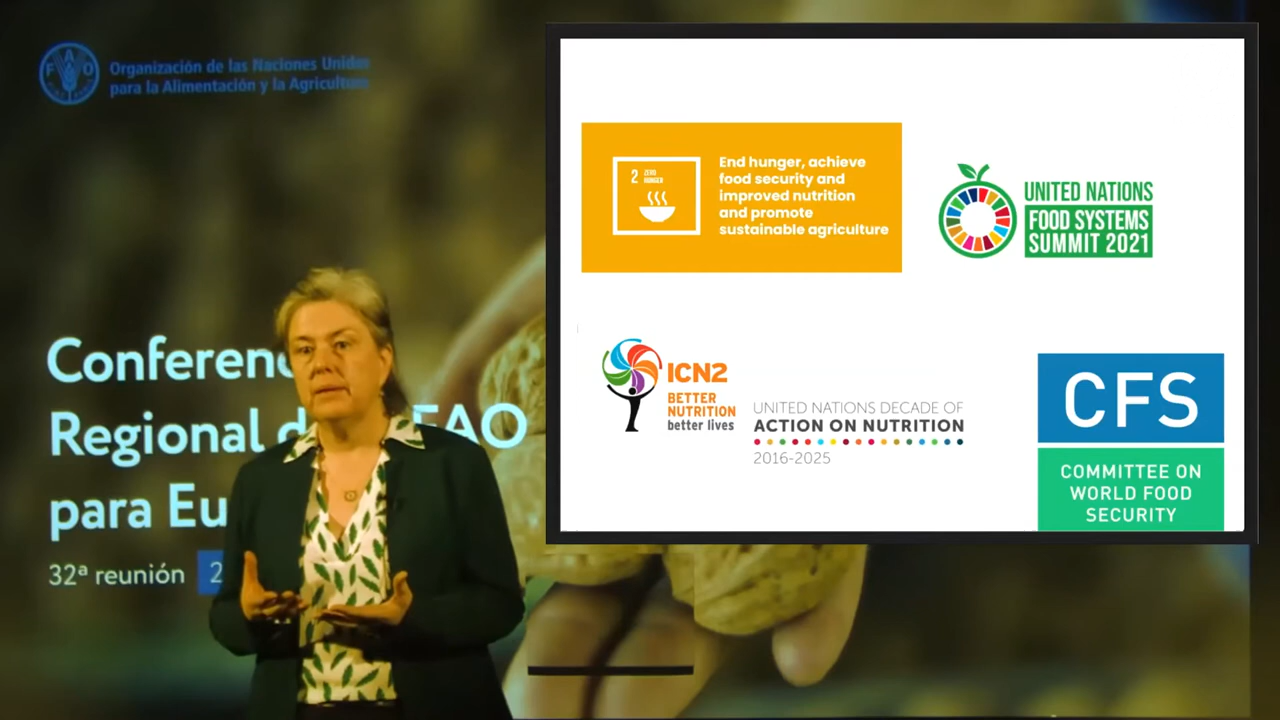 FAO
Organización de las Naciones Unidas
para la Alimentación y la Agricultura
Conferenc
Regional d FAO
para Eu
32ª reunión 2
2 ZERO
HUNGER
End hunger, achieve
food security and
improved nutrition
and promote
sustainable agriculture
UNITED NATIONS
FOOD SYSTEMS
SUMMIT 2021
ICN2
BETTER
NUTRITION
better lives
UNITED NATIONS DECADE OF
ACTION ON NUTRITION
2016-2025
CFS
COMMITTEE ON
WORLD FOOD
SECURITY